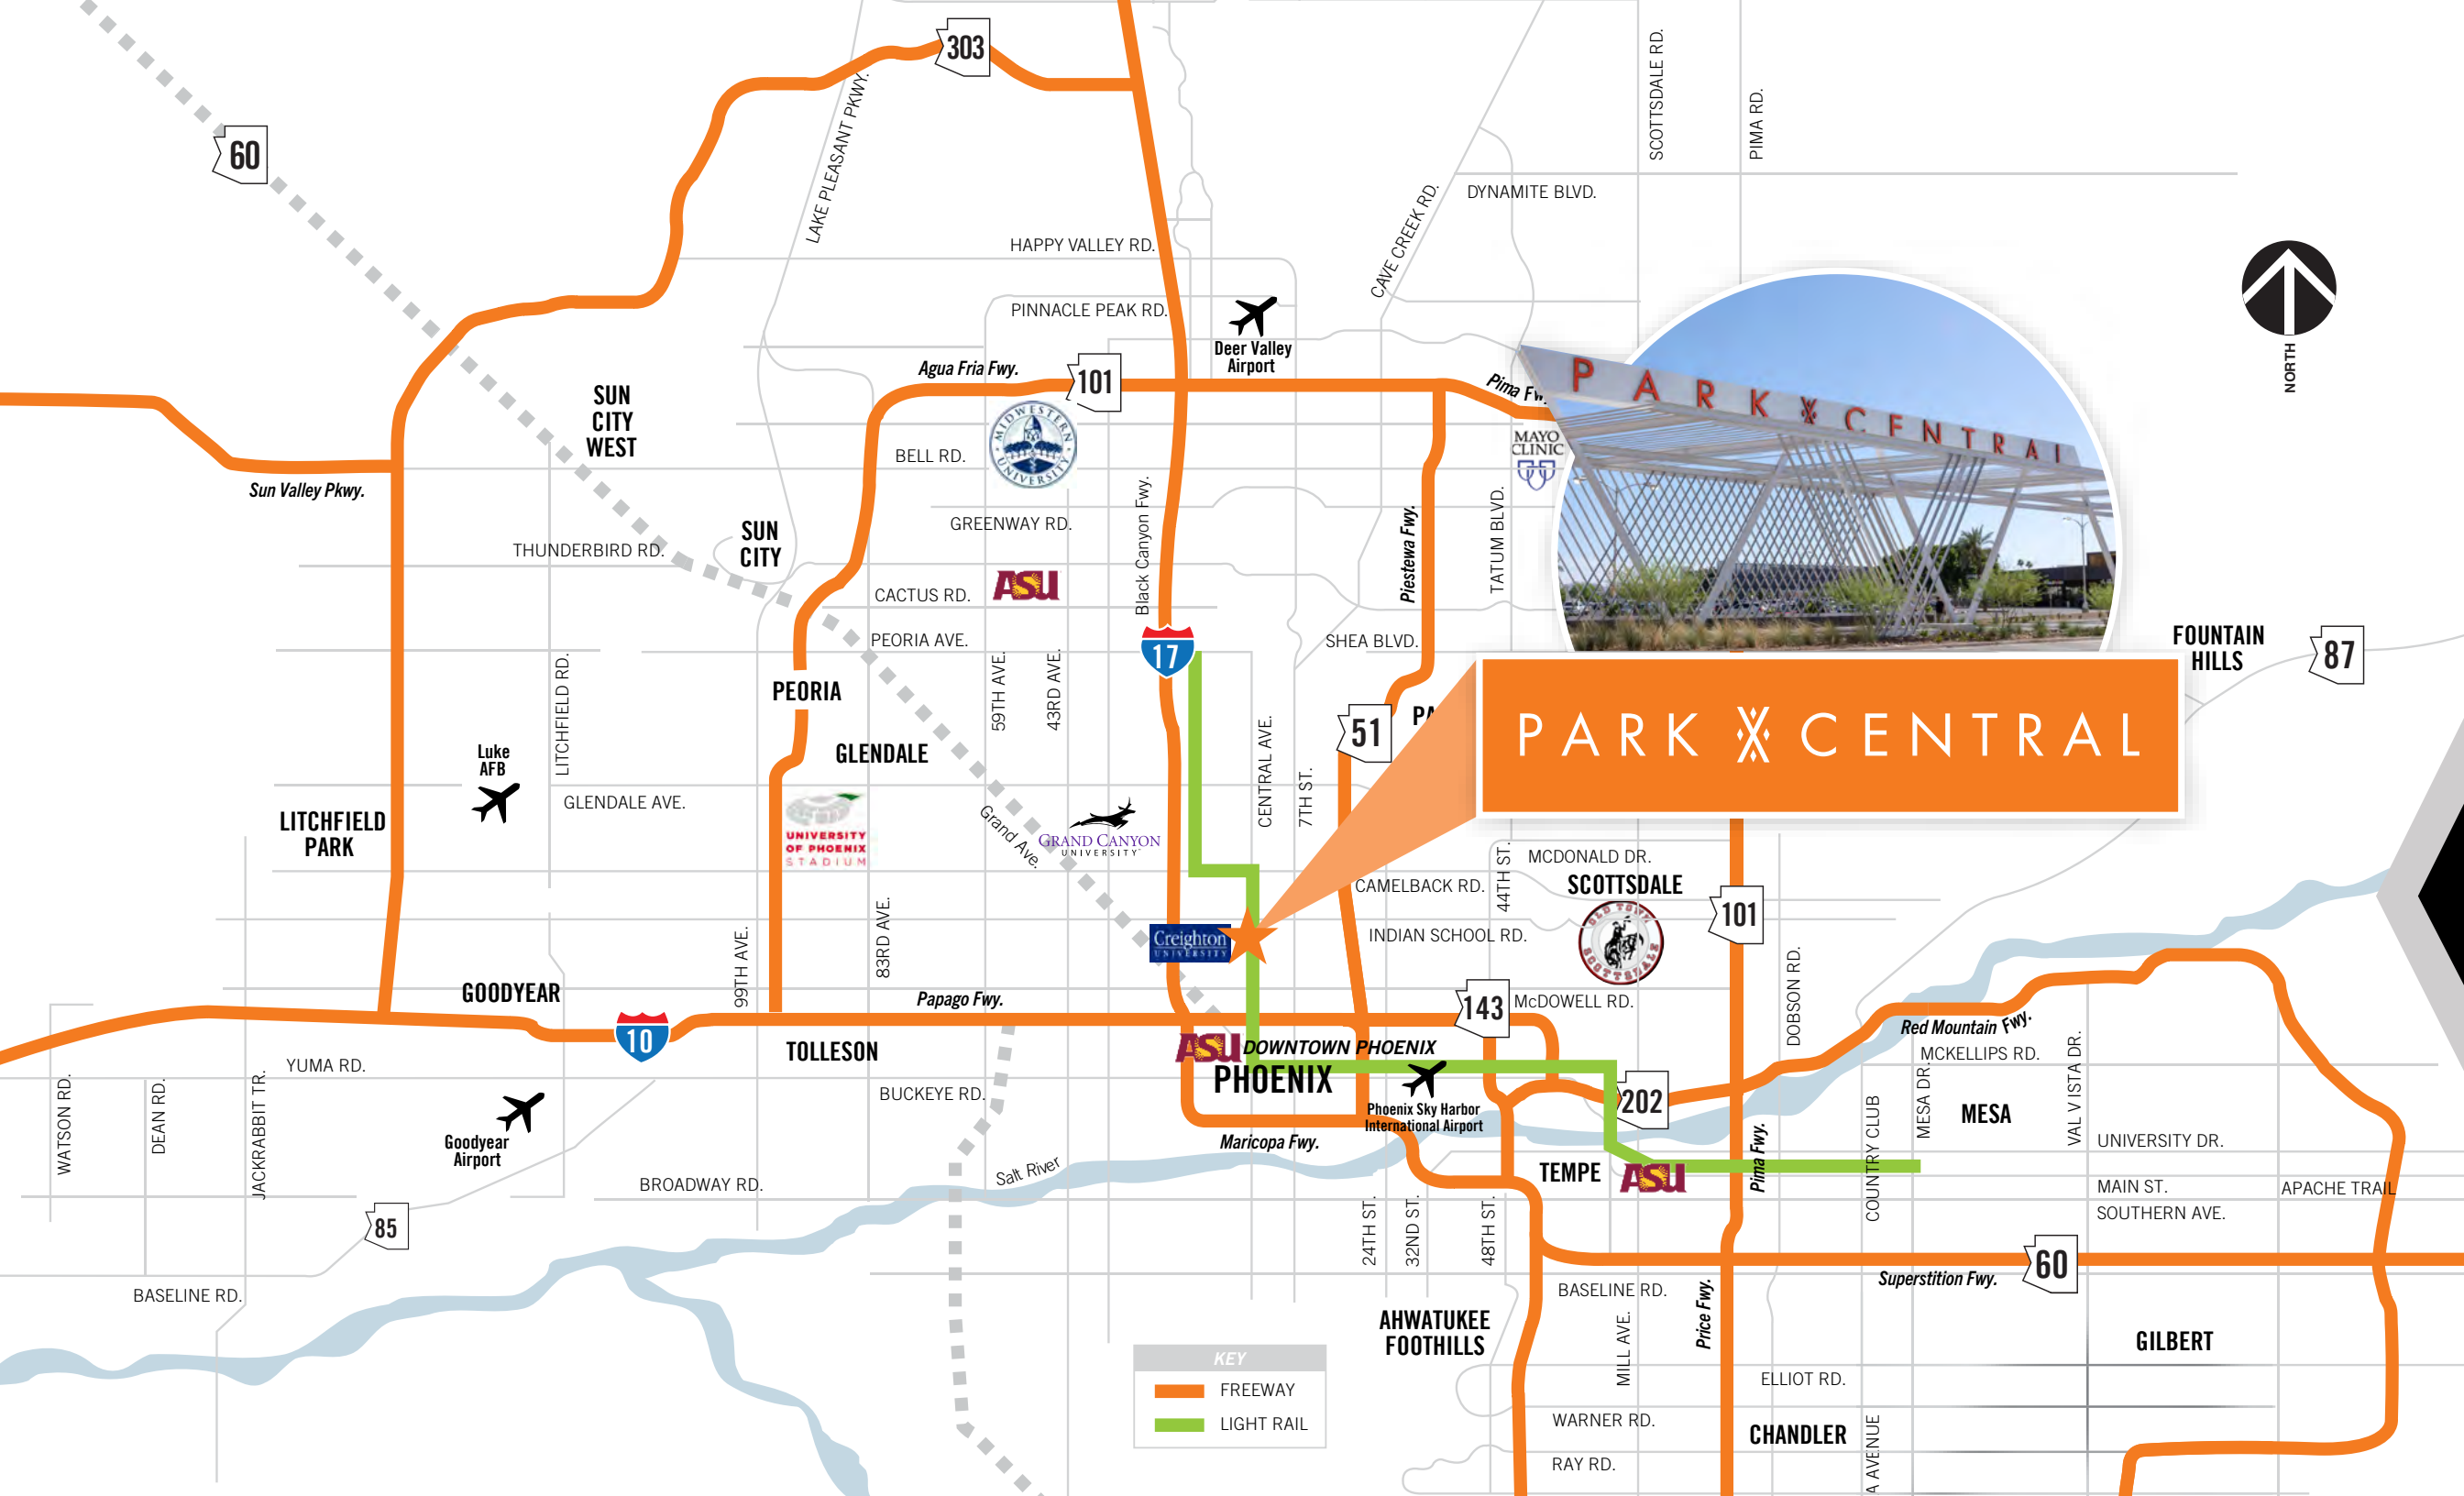 303
SCOTTSDALE RD.
PIMA RD.
60
LAKE PLEASANT PKWY.
DYNAMITE BLVD.
CAVE CREEK RD.
HAPPY VALLEY RD.
PINNACLE PEAK RD.
Deer Valley
Airport
NORTH
Agua Fria Fwy.
101
Pima Fwy.
PARK CENTRAL
SUN
CITY
WEST
MIDWESTERN
UNIVERSITY
MAYO
CLINIC
BELL RD.
Sun Valley Pkwy.
Black Canyon Fwy.
GREENWAY RD.
Piestewa Fwy.
TATUM BLVD.
SUN
CITY
THUNDERBIRD RD.
CACTUS RD.
ASU
PEORIA AVE.
SHEA BLVD.
17
FOUNTAIN
HILLS
87
LITCHFIELD RD.
PEORIA
59TH AVE.
43RD AVE.
CENTRAL AVE.
7TH ST.
51
PA
PARK CENTRAL
GLENDALE
Luke
AFB
GLENDALE AVE.
LITCHFIELD
PARK
UNIVERSITY
OF PHOENIX
STADIUM
Grand Ave.
GRAND CANYON
UNIVERSITY
44TH ST.
MCDONALD DR.
CAMELBACK RD.
SCOTTSDALE
OLD TOWN
SCOTTSDALE
101
83RD AVE.
99TH AVE.
Creighton
UNIVERSITY
INDIAN SCHOOL RD.
DOBSON RD.
GOODYEAR
Papago Fwy.
143
McDOWELL RD.
10
TOLLESON
ASU
DOWNTOWN PHOENIX
PHOENIX
Red Mountain Fwy.
MCKELLIPS RD.
YUMA RD.
BUCKEYE RD.
WATSON RD.
DEAN RD.
JACKRABBIT TR.
Goodyear
Airport
Phoenix Sky Harbor
International Airport
202
COUNTRY CLUB
MESA DR.
MESA
VAL VISTA DR.
UNIVERSITY DR.
Maricopa Fwy.
Salt River
TEMPE
ASU
Pima Fwy.
BROADWAY RD.
MAIN ST.
APACHE TRAIL
SOUTHERN AVE.
85
24TH ST.
32ND ST.
48TH ST.
60
Superstition Fwy.
BASELINE RD.
BASELINE RD.
AHWATUKEE
FOOTHILLS
MILL AVE.
Price Fwy.
GILBERT
KEY
FREEWAY
LIGHT RAIL
ELLIOT RD.
WARNER RD.
CHANDLER
A AVENUE
RAY RD.